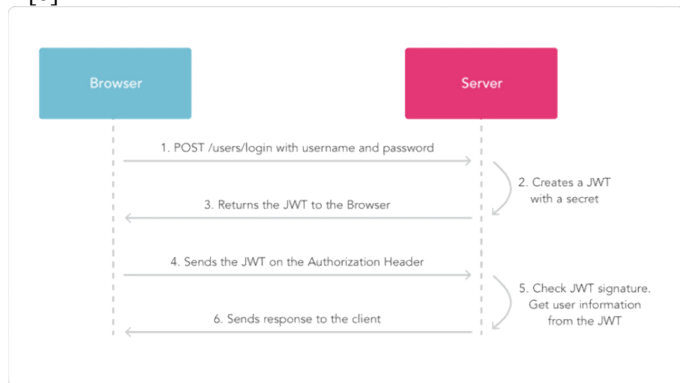 Browser
Server
1. POST /users/login with username and password
2. Creates a JWT
with a secret
3. Returns the JWT to the Browser
4. Sends the JWT on the Authorization Header
5. Check JWT signature.
Get user information
from the JWT
6. Sends response to the client